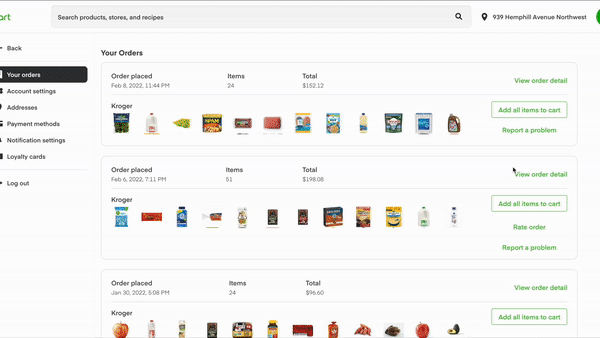 art
Search products, stores, and recipes
939 Hemphill Avenue Northwest
Back
Your orders
Account settings
Addresses
Payment methods
Notification settings
Loyalty cards
Log out
Your Orders
Order placed Items Total
Feb 8, 2022, 11:44 PM 24 $152.12
View order detail
Kroger
Add all items to cart
SPAM
Report a problem
Order placed Items Total
Feb 6, 2022, 7:11 PM 51 $198.08
View order detail
Kroger
Add all items to cart
Rate order
Report a problem
Order placed Items Total
Jan 30, 2022, 5:08 PM 24 $96.60
View order detail
Kroger
Add all items to cart